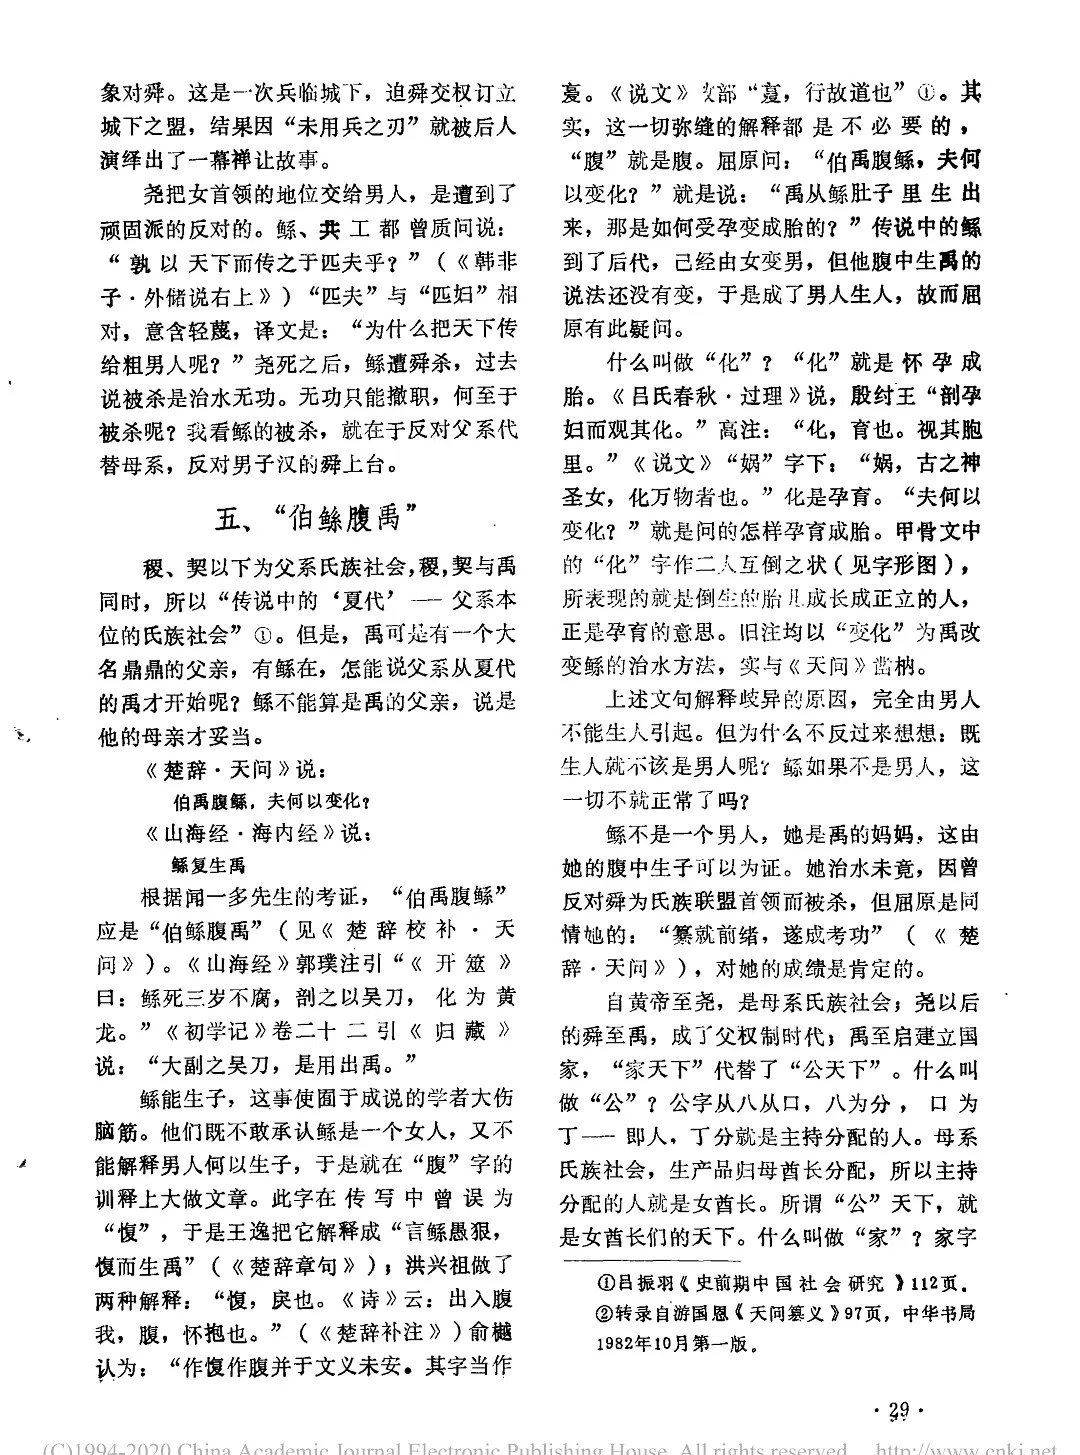 象对舜。这是一次兵临城下，迫舜交权订立
城下之盟，结果因“未用兵之刃”就被后人
演绎出了一幕禅让故事。
尧把女首领的地位交给男人，是遭到了
顽固派的反对的。鲧、共工都曾质问说：
“孰以天下而传之于匹夫乎？”（《韩非
子·外储说右上》）“匹夫”与“匹妇”相
对，意含轻蔑，译文是：“为什么把天下传
给粗男人呢？”尧死之后，鲧遭舜杀，过去
说被杀是治水无功。无功只能撤职，何至于
被杀呢？我看鲧的被杀，就在于反对父系代
替母系，反对男子汉的舜上台。
五、“伯鲧腹禹”
稷、契以下为父系氏族社会，稷，契与禹
同时，所以“传说中的‘夏代’——父系本
位的氏族社会”①。但是，禹可是有一个大
名鼎鼎的父亲，有鲧在，怎能说父系从夏代
的禹才开始呢？鲧不能算是禹的父亲，说是
他的母亲才妥当。
《楚辞·天问》说：
伯禹腹鲧，夫何以变化？
《山海经·海内经》说：
鲧复生禹
根据闻一多先生的考证，“伯禹腹鲧”
应是“伯鲧腹禹”（见《楚辞校补·天
问》）。《山海经》郭璞注引“《开筮》
曰：鲧死三岁不腐，剖之以吴刀，化为黄
龙。”《初学记》卷二十二引《归藏》
说：“大副之吴刀，是用出禹。”
鲧能生子，这事使囿于成说的学者大伤
脑筋。他们既不敢承认鲧是一个女人，又不
能解释男人何以生子，于是就在“腹”字的
训释上大做文章。此字在传写中曾误为
“愎”，于是王逸把它解释成“言鲧愚狠，
愎而生禹”（《楚辞章句》）；洪兴祖做了
两种解释：“愎，戾也。《诗》云：出入腹
我，腹，怀抱也。”（《楚辞补注》）俞樾
认为：“作愎作腹并于文义未安。其字当作
夏。《说文》攵部“夏，行故道也”①。其
实，这一切弥缝的解释都是不必要的，
“腹”就是腹。屈原问：“伯禹腹鲧，夫何
以变化？”就是说：“禹从鲧肚子里生出
来，那是如何受孕变成胎的？”传说中的鲧
到了后代，己经由女变男，但他腹中生禹的
说法还没有变，于是成了男人生人，故而屈
原有此疑问。
什么叫做“化”？“化”就是怀孕成
胎。《吕氏春秋·过理》说，殷纣王“剖孕
妇而观其化。”高注：“化，育也。视其胞
里。”《说文》“娲”字下：“娲，古之神
圣女，化万物者也。”化是孕育。“夫何以
变化？”就是问的怎样孕育成胎。甲骨文中
的“化”字作二人互倒之状（见字形图），
所表现的就是倒生的胎儿成长成正立的人，
正是孕育的意思。旧注均以“变化”为禹改
变鲧的治水方法，实与《天问》凿枘。
上述文句解释歧异的原因，完全由男人
不能生人引起。但为什么不反过来想想：既
生人就不该是男人呢？鲧如果不是男人，这
一切不就正常了吗？
鲧不是一个男人，她是禹的妈妈，这由
她的腹中生子可以为证。她治水未竟，因曾
反对舜为氏族联盟首领而被杀，但屈原是同
情她的：“纂就前绪，遂成考功”（《楚
辞·天问》），对她的成绩是肯定的。
自黄帝至尧，是母系氏族社会；尧以后
的舜至禹，成了父权制时代；禹至启建立国
家，“家天下”代替了“公天下”。什么叫
做“公”？公字从八从口，八为分，口为
丁——即人，丁分就是主持分配的人。母系
氏族社会，生产品归母酋长分配，所以主持
分配的人就是女酋长。所谓“公”天下，就
是女酋长们的天下。什么叫做“家”？家字
①吕振羽《史前期中国社会研究》112页。
②转录自游国恩《天问纂义》97页，中华书局
1982年10月第一版。
·29·
(C)1994-2020 China Academic Journal Electronic Publishing House. All rights reserved. http://www.cnki.net